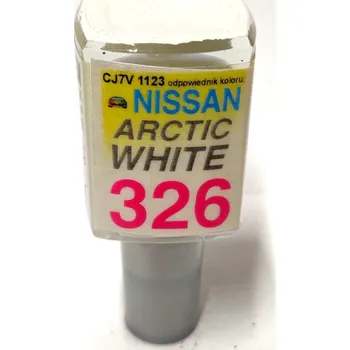 CJ7V 1123 odpowiednik koloru
NISSAN
ARCTIC
WHITE
326